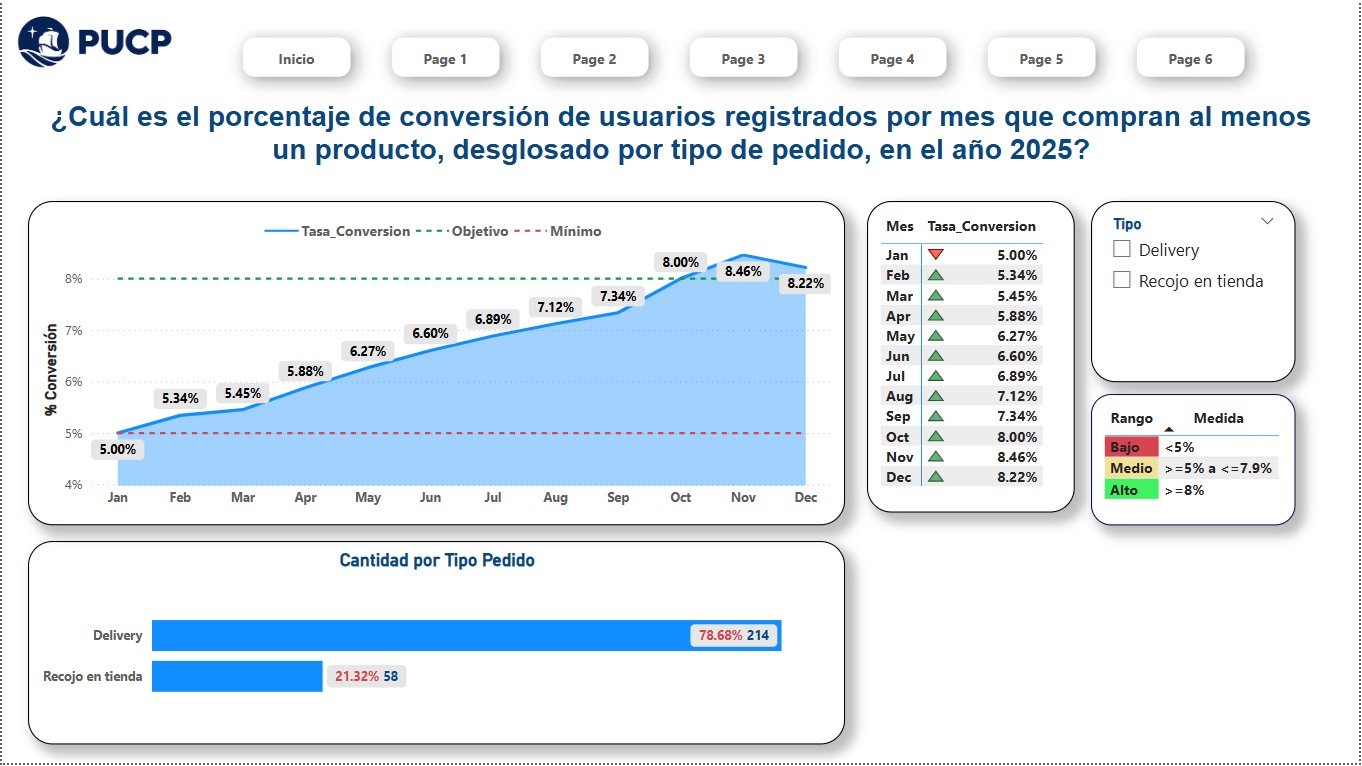 PUCP
Inicio
Page 1
Page 2
Page 3
Page 4
Page 5
Page 6
¿Cuál es el porcentaje de conversión de usuarios registrados por mes que compran al menos
un producto, desglosado por tipo de pedido, en el año 2025?
Tasa_Conversion Objetivo Mínimo
% Conversión
8%
7%
6%
5%
4%
5.00%
5.34%
5.45%
5.88%
6.27%
6.60%
6.89%
7.12%
7.34%
8.00%
8.46%
8.22%
Jan Feb Mar Apr May Jun Jul Aug Sep Oct Nov Dec
Mes Tasa_Conversion
Jan 5.00%
Feb 5.34%
Mar 5.45%
Apr 5.88%
May 6.27%
Jun 6.60%
Jul 6.89%
Aug 7.12%
Sep 7.34%
Oct 8.00%
Nov 8.46%
Dec 8.22%
Tipo
Delivery
Recojo en tienda
Rango Medida
Bajo <5%
Medio >=5% a <=7.9%
Alto >=8%
Cantidad por Tipo Pedido
Delivery 78.68% 214
Recojo en tienda 21.32% 58